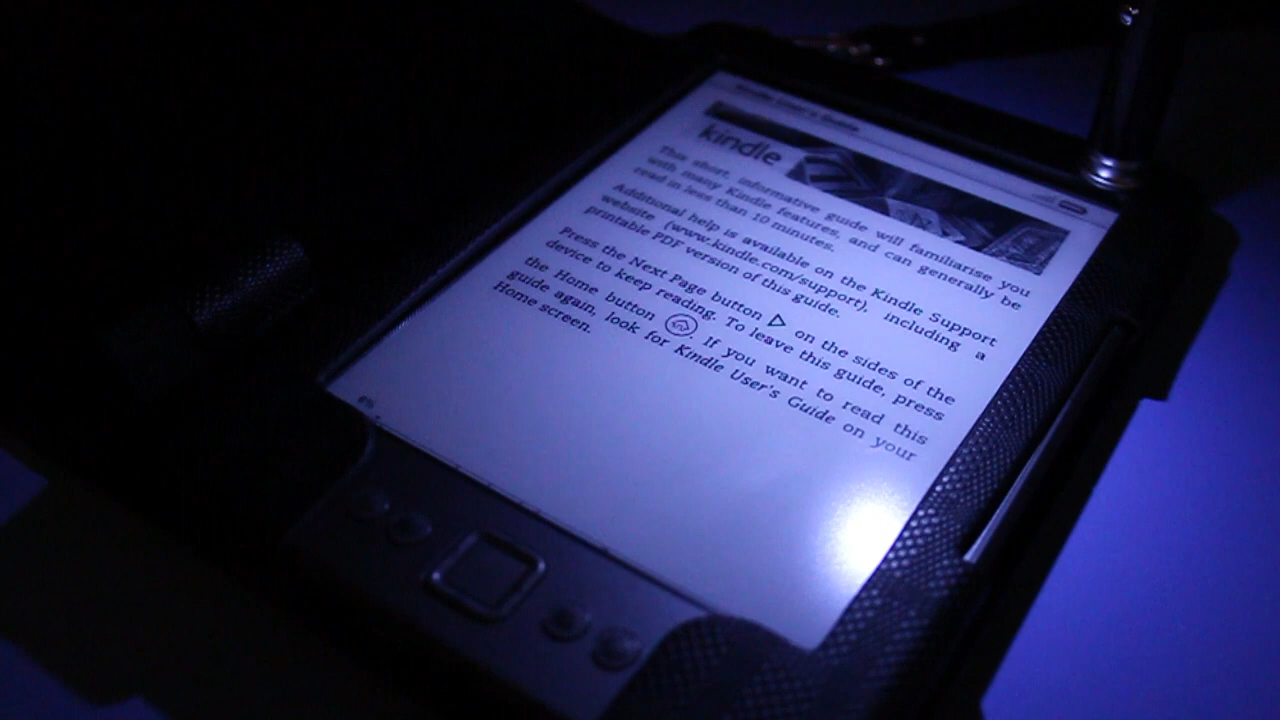 Kindle User's Guide
kindle
This short, informative guide will familiarise you
with many Kindle features, and can generally be
read in less than 10 minutes.
Additional help is available on the Kindle Support
website (www.kindle.com/support), including a
printable PDF version of this guide.
Press the Next Page button ▷ on the sides of the
device to keep reading. To leave this guide, press
the Home button . If you want to read this
guide again, look for Kindle User's Guide on your
Home screen.